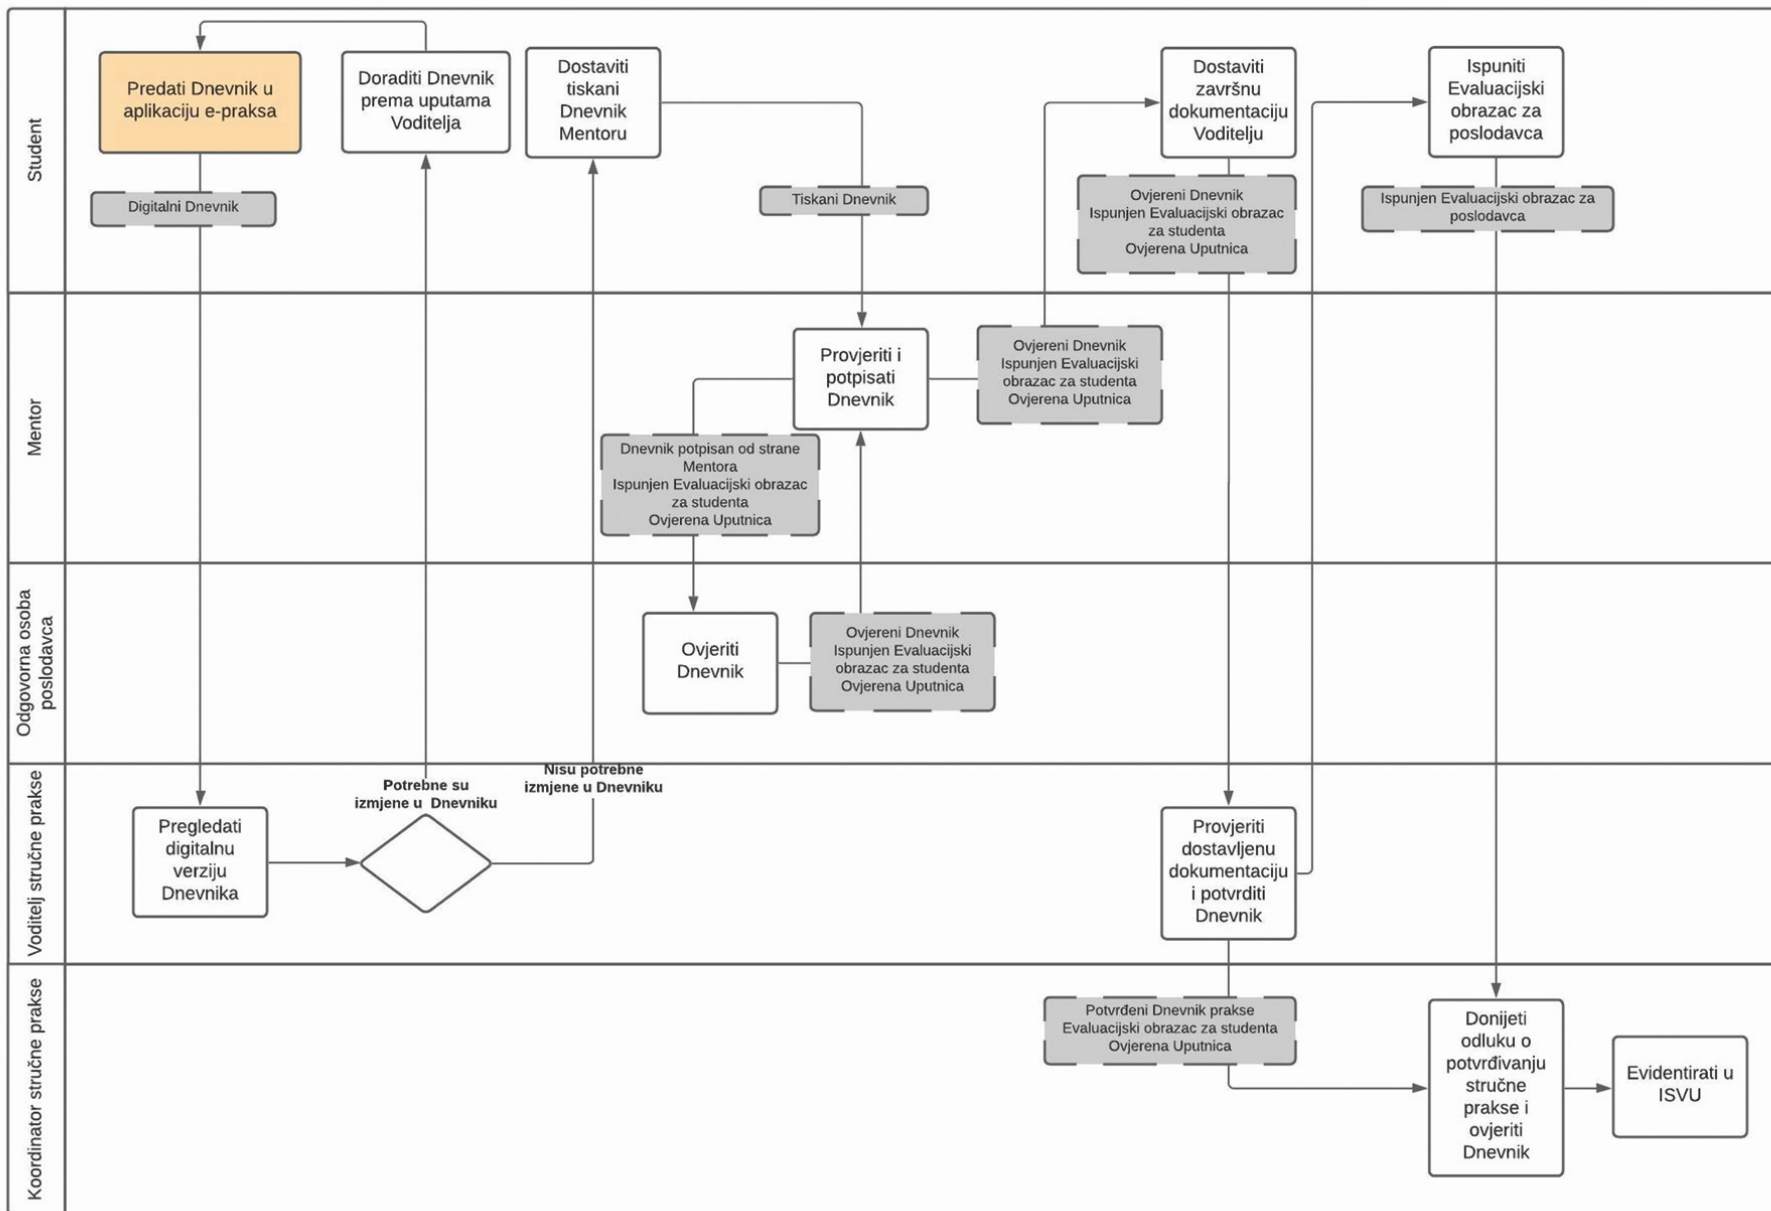 Student
Predati Dnevnik u
aplikaciju e-praksa
Doraditi Dnevnik
prema uputama
Voditelja
Dostaviti
tiskani
Dnevnik
Mentoru
Dostaviti
završnu
dokumentaciju
Voditelju
Ispuniti
Evaluacijski
obrazac za
poslodavca
Digitalni Dnevnik
Tiskani Dnevnik
Ovjereni Dnevnik
Ispunjen Evaluacijski obrazac
za studenta
Ovjerena Uputnica
Ispunjen Evaluacijski obrazac za
poslodavca
Mentor
Provjeriti i
potpisati
Dnevnik
Ovjereni Dnevnik
Ispunjen Evaluacijski
obrazac za studenta
Ovjerena Uputnica
Dnevnik potpisan od strane
Mentora
Ispunjen Evaluacijski obrazac
za studenta
Ovjerena Uputnica
Odgovorna osoba
poslodavca
Ovjeriti
Dnevnik
Ovjereni Dnevnik
Ispunjen Evaluacijski
obrazac za studenta
Ovjerena Uputnica
Voditelj stručne prakse
Pregledati
digitalnu
verziju
Dnevnika
Potrebne su
izmjene u Dnevniku
Nisu potrebne
izmjene u Dnevniku
Provjeriti
dostavljenu
dokumentaciju
i potvrditi
Dnevnik
Koordinator stručne prakse
Potvrđeni Dnevnik prakse
Evaluacijski obrazac za studenta
Ovjerena Uputnica
Donijeti
odluku o
potvrđivanju
stručne
prakse i
ovjeriti
Dnevnik
Evidentirati u
ISVU